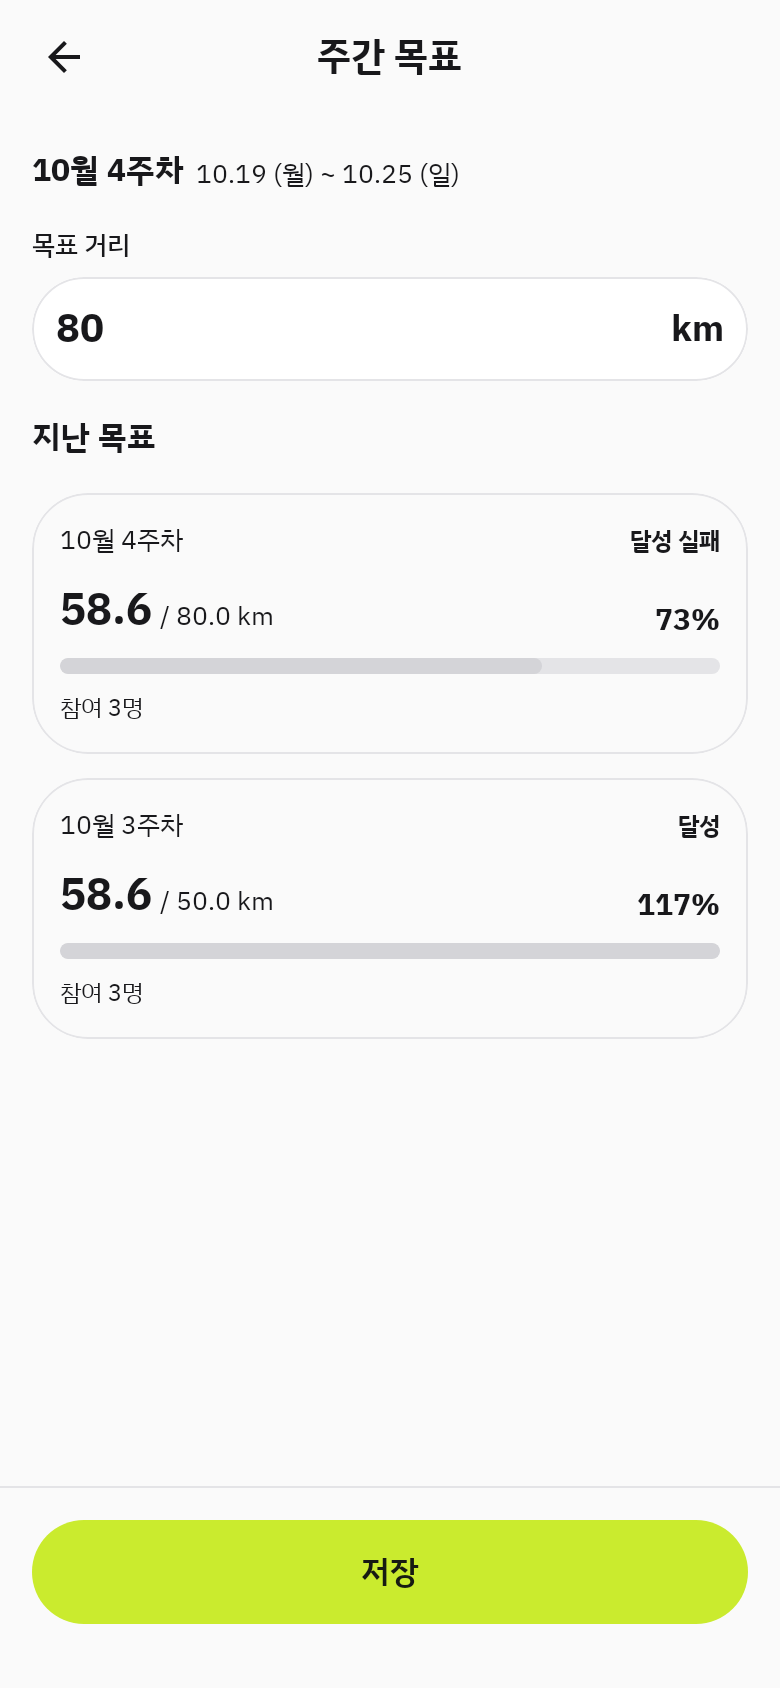 주간 목표
10월 4주차 10.19 (월) ~ 10.25 (일)
목표 거리
80 km
지난 목표
10월 4주차 달성 실패
58.6 / 80.0 km 73%
참여 3명
10월 3주차 달성
58.6 / 50.0 km 117%
참여 3명
저장